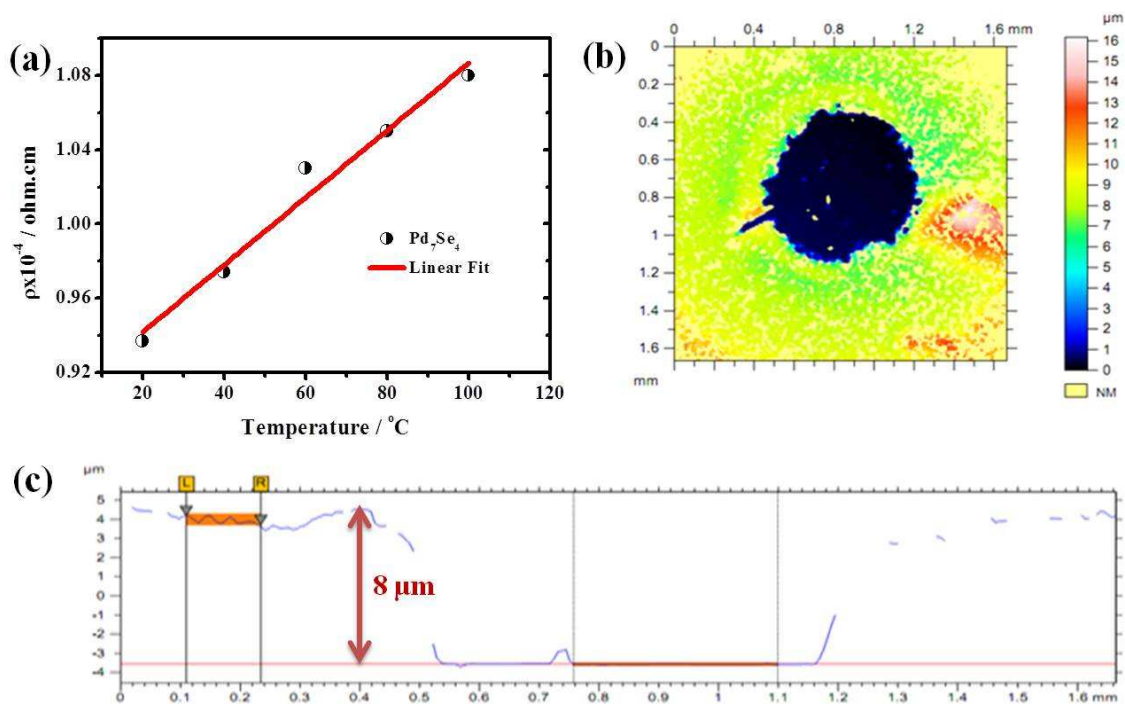 (a)
1.08
1.04
1.00
0.96
0.92
ρx10⁻⁴ / ohm.cm
Pd₇Se₄
Linear Fit
20 40 60 80 100 120
Temperature / °C
(b)
0 0.4 0.8 1.2 1.6 mm
0
0.2
0.4
0.6
0.8
1
1.2
1.4
1.6
mm
µm
16
15
14
13
12
11
10
9
8
7
6
5
4
3
2
1
0
NM
(c)
µm
L R
5
4
3
2
1
0
-1
-2
-3
-4
8 µm
0 0.1 0.2 0.3 0.4 0.5 0.6 0.7 0.8 0.9 1 1.1 1.2 1.3 1.4 1.5 1.6 mm